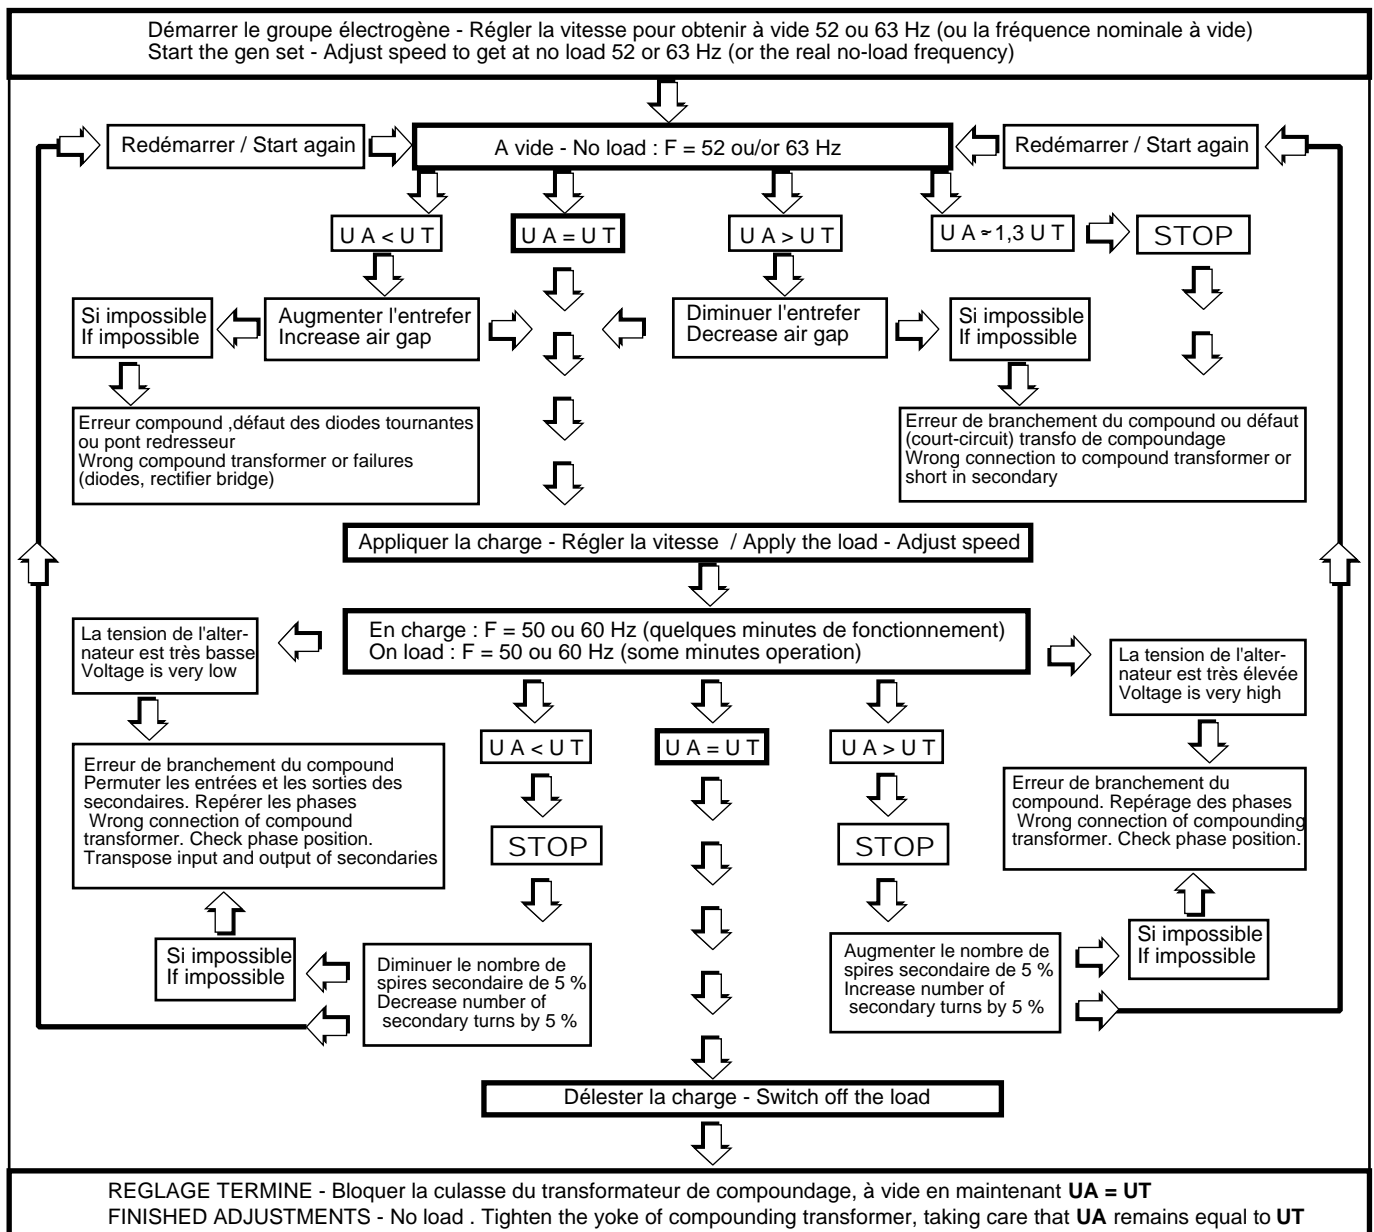 Démarrer le groupe électrogène - Régler la vitesse pour obtenir à vide 52 ou 63 Hz (ou la fréquence nominale à vide)
Start the gen set - Adjust speed to get at no load 52 or 63 Hz (or the real no-load frequency)
Redémarrer / Start again
A vide - No load : F = 52 ou/or 63 Hz
Redémarrer / Start again
U A < U T
U A = U T
U A > U T
U A ≃ 1,3 U T
STOP
Si impossible
If impossible
Augmenter l'entrefer
Increase air gap
Diminuer l'entrefer
Decrease air gap
Si impossible
If impossible
Erreur compound ,défaut des diodes tournantes
ou pont redresseur
Wrong compound transformer or failures
(diodes, rectifier bridge)
Erreur de branchement du compound ou défaut
(court-circuit) transfo de compoundage
Wrong connection to compound transformer or
short in secondary
Appliquer la charge - Régler la vitesse / Apply the load - Adjust speed
La tension de l'alter-
nateur est très basse
Voltage is very low
En charge : F = 50 ou 60 Hz (quelques minutes de fonctionnement)
On load : F = 50 ou 60 Hz (some minutes operation)
La tension de l'alter-
nateur est très élevée
Voltage is very high
U A < U T
U A = U T
U A > U T
Erreur de branchement du compound
Permuter les entrées et les sorties des
secondaires. Repérer les phases
Wrong connection of compound
transformer. Check phase position.
Transpose input and output of secondaries
STOP
STOP
Erreur de branchement du
compound. Repérage des phases
Wrong connection of compounding
transformer. Check phase position.
Si impossible
If impossible
Diminuer le nombre de
spires secondaire de 5 %
Decrease number of
secondary turns by 5 %
Augmenter le nombre de
spires secondaire de 5 %
Increase number of
secondary turns by 5 %
Si impossible
If impossible
Délester la charge - Switch off the load
REGLAGE TERMINE - Bloquer la culasse du transformateur de compoundage, à vide en maintenant UA = UT
FINISHED ADJUSTMENTS - No load . Tighten the yoke of compounding transformer, taking care that UA remains equal to UT